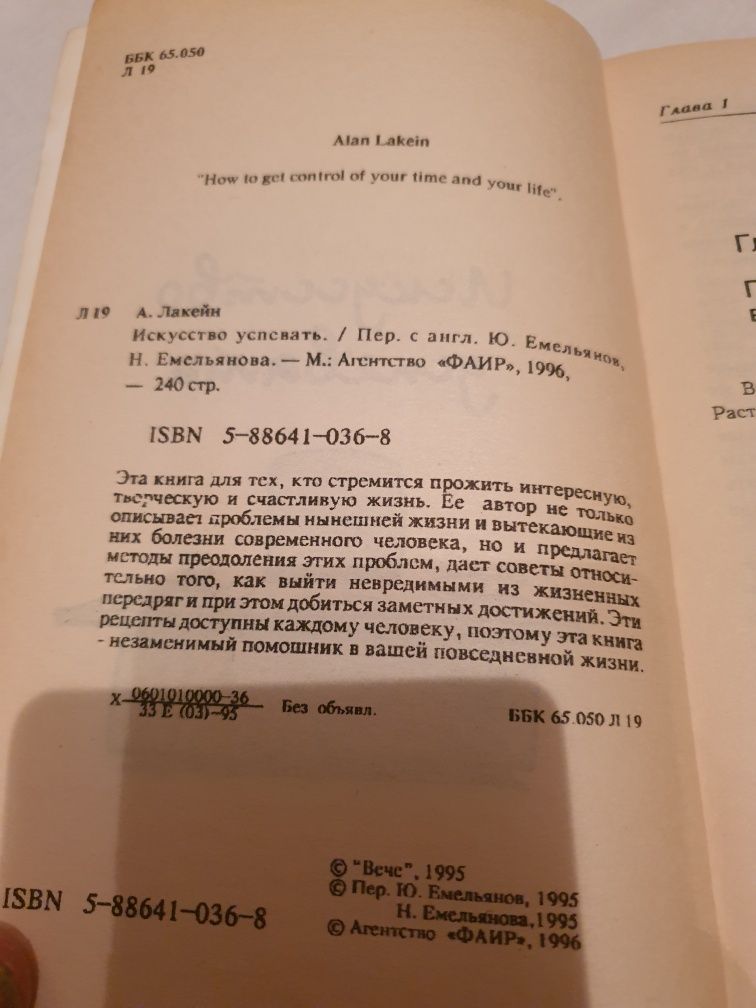 ББК 65.050
Л 19
Глава 1
Alan Lakein
"How to get control of your time and your life".
Л 19 А. Лакейн
Искусство успевать. / Пер. с англ. Ю. Емельянов,
Н. Емельянова. — М.: Агентство «ФАИР», 1996,
— 240 стр.
ISBN 5-88641-036-8
Эта книга для тех, кто стремится прожить интересную,
творческую и счастливую жизнь. Ее автор не только
описывает проблемы нынешней жизни и вытекающие из
них болезни современного человека, но и предлагает
методы преодоления этих проблем, дает советы относи-
тельно того, как выйти невредимыми из жизненных
передряг и при этом добиться заметных достижений. Эти
рецепты доступны каждому человеку, поэтому эта книга
- незаменимый помошник в вашей повседневной жизни.
Х 0601010000-36
33 Е (03)-95
Без объявл.
ББК 65.050 Л 19
© "Вече", 1995
© Пер. Ю. Емельянов, 1995
Н. Емельянова, 1995
© Агентство «ФАИР», 1996
ISBN 5-88641-036-8